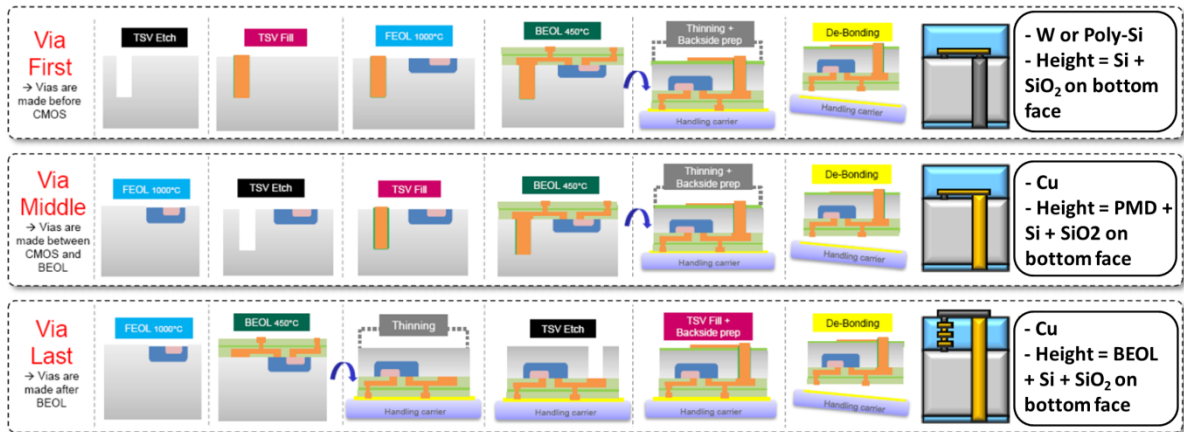 Via
First
→ Vias are
made before
CMOS
TSV Etch
TSV Fill
FEOL 1000°C
BEOL 450°C
Thinning +
Backside prep
Handling carrier
De-Bonding
Handling carrier
- W or Poly-Si
- Height = Si +
SiO₂ on bottom
face
Via
Middle
→ Vias are
made between
CMOS and
BEOL
FEOL 1000°C
TSV Etch
TSV Fill
BEOL 450°C
Thinning +
Backside prep
Handling carrier
De-Bonding
Handling carrier
- Cu
- Height = PMD +
Si + SiO2 on
bottom face
Via
Last
→ Vias are
made after
BEOL
FEOL 1000°C
BEOL 450°C
Thinning
Handling carrier
TSV Etch
Handling carrier
TSV Fill +
Backside prep
Handling carrier
De-Bonding
Handling carrier
- Cu
- Height = BEOL
+ Si + SiO₂ on
bottom face